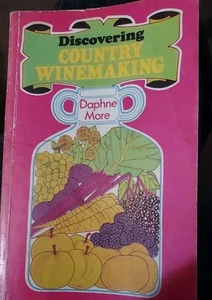 Discovering
COUNTRY
WINEMAKING
Daphne
More